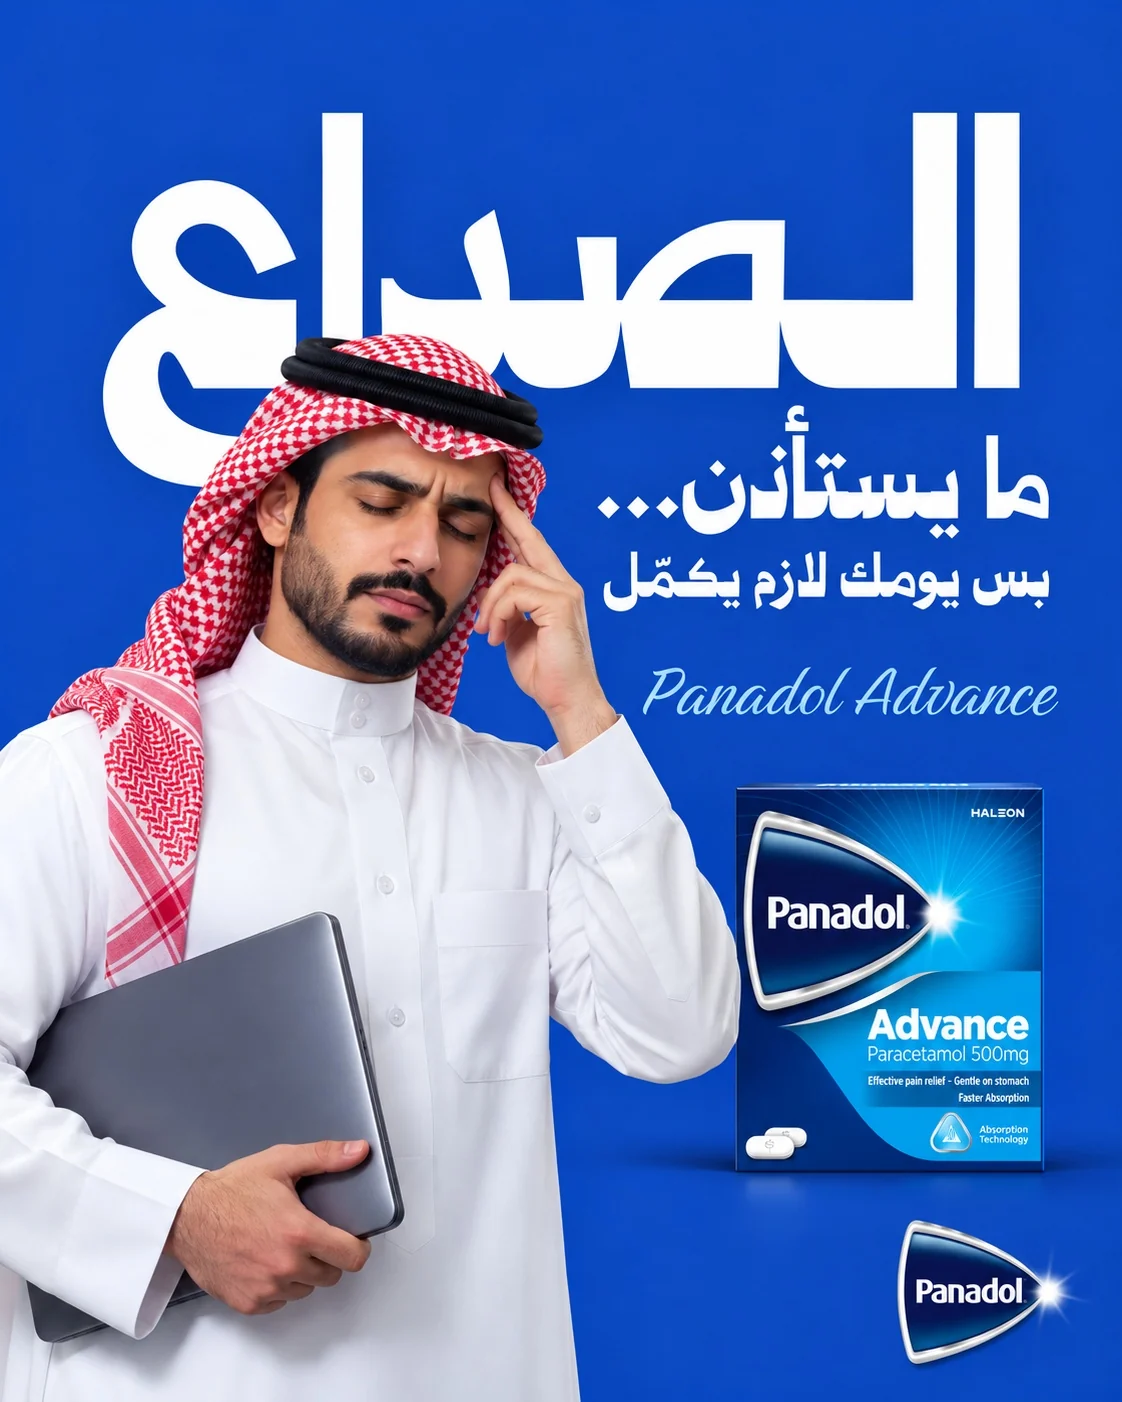 الصداع
ما يستأذن...
بس يومك لازم يكمّل
Panadol Advance
HALEON
Panadol
Advance
Paracetamol 500mg
Effective pain relief - Gentle on stomach
Faster Absorption
Absorption
Technology
Panadol